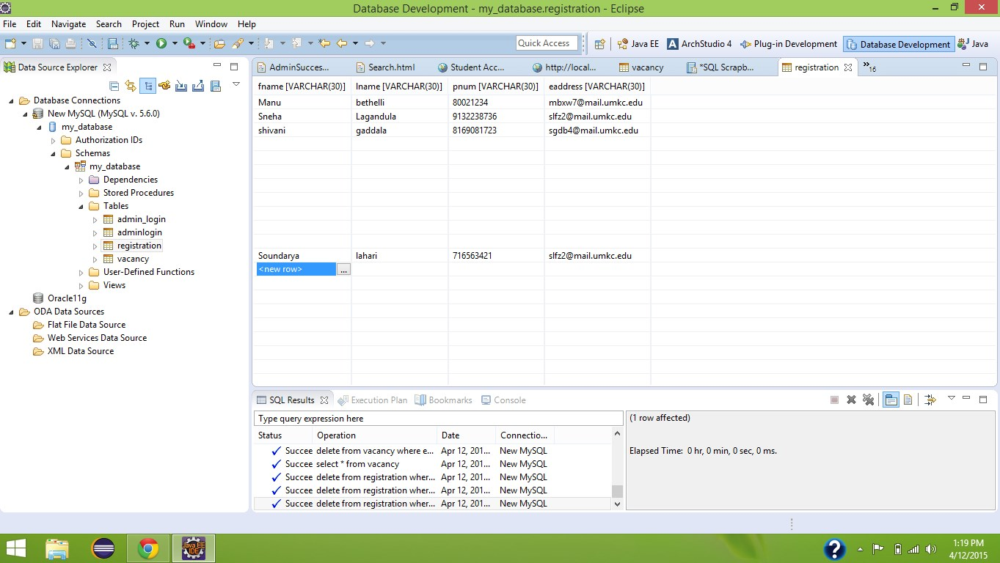 Database Development - my_database.registration - Eclipse
File Edit Navigate Search Project Run Window Help
Quick Access Java EE ArchStudio 4 Plug-in Development Database Development Java
Data Source Explorer
Database Connections
New MySQL (MySQL v. 5.6.0)
my_database
Authorization IDs
Schemas
my_database
Dependencies
Stored Procedures
Tables
admin_login
adminlogin
registration
vacancy
User-Defined Functions
Views
Oracle11g
ODA Data Sources
Flat File Data Source
Web Services Data Source
XML Data Source
AdminSucces... Search.html Student Acc... http://local... vacancy *SQL Scrapb... registration »16
fname [VARCHAR(30)] lname [VARCHAR(30)] pnum [VARCHAR(30)] eaddress [VARCHAR(30)]
Manu bethelli 80021234 mbxw7@mail.umkc.edu
Sneha Lagandula 9132238736 slfz2@mail.umkc.edu
shivani gaddala 8169081723 sgdb4@mail.umkc.edu
Soundarya lahari 716563421 slfz2@mail.umkc.edu
<new row> ...
SQL Results Execution Plan Bookmarks Console
Type query expression here
Status Operation Date Connectio...
Succee delete from vacancy where e... Apr 12, 201... New MySQL
Succee select * from vacancy Apr 12, 201... New MySQL
Succee delete from registration wher... Apr 12, 201... New MySQL
Succee delete from registration wher... Apr 12, 201... New MySQL
Succee delete from registration wher... Apr 12, 201... New MySQL
(1 row affected)
Elapsed Time: 0 hr, 0 min, 0 sec, 0 ms.
Java EE
IDE
?
1:19 PM
4/12/2015